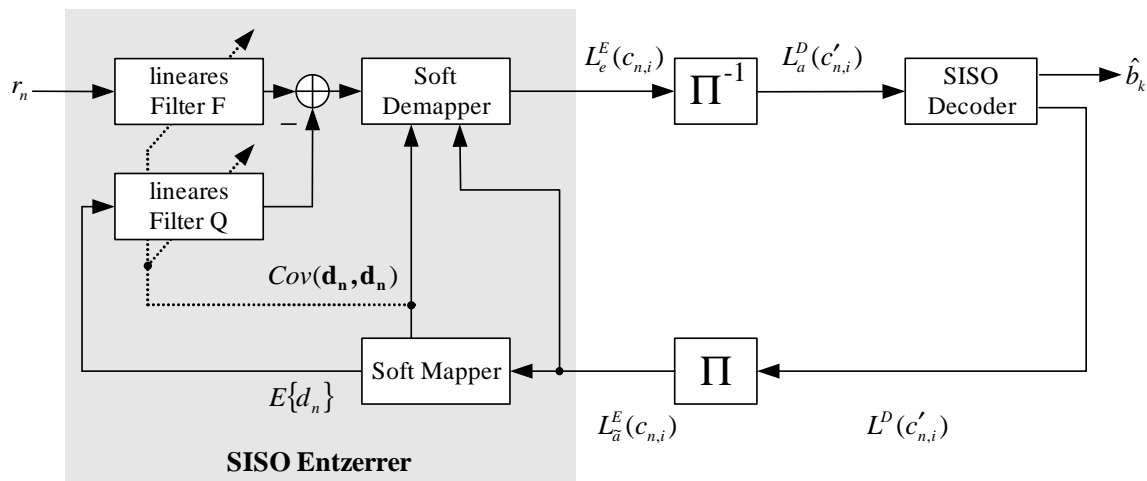 r_n
lineares
Filter F
−
Soft
Demapper
L_e^E(c_{n,i})
Π^{-1}
L_a^D(c'_{n,i})
SISO
Decoder
b̂_k
lineares
Filter Q
Cov(d_n,d_n)
Soft Mapper
E{d_n}
Π
L_ã^E(c_{n,i})
L^D(c'_{n,i})
SISO Entzerrer